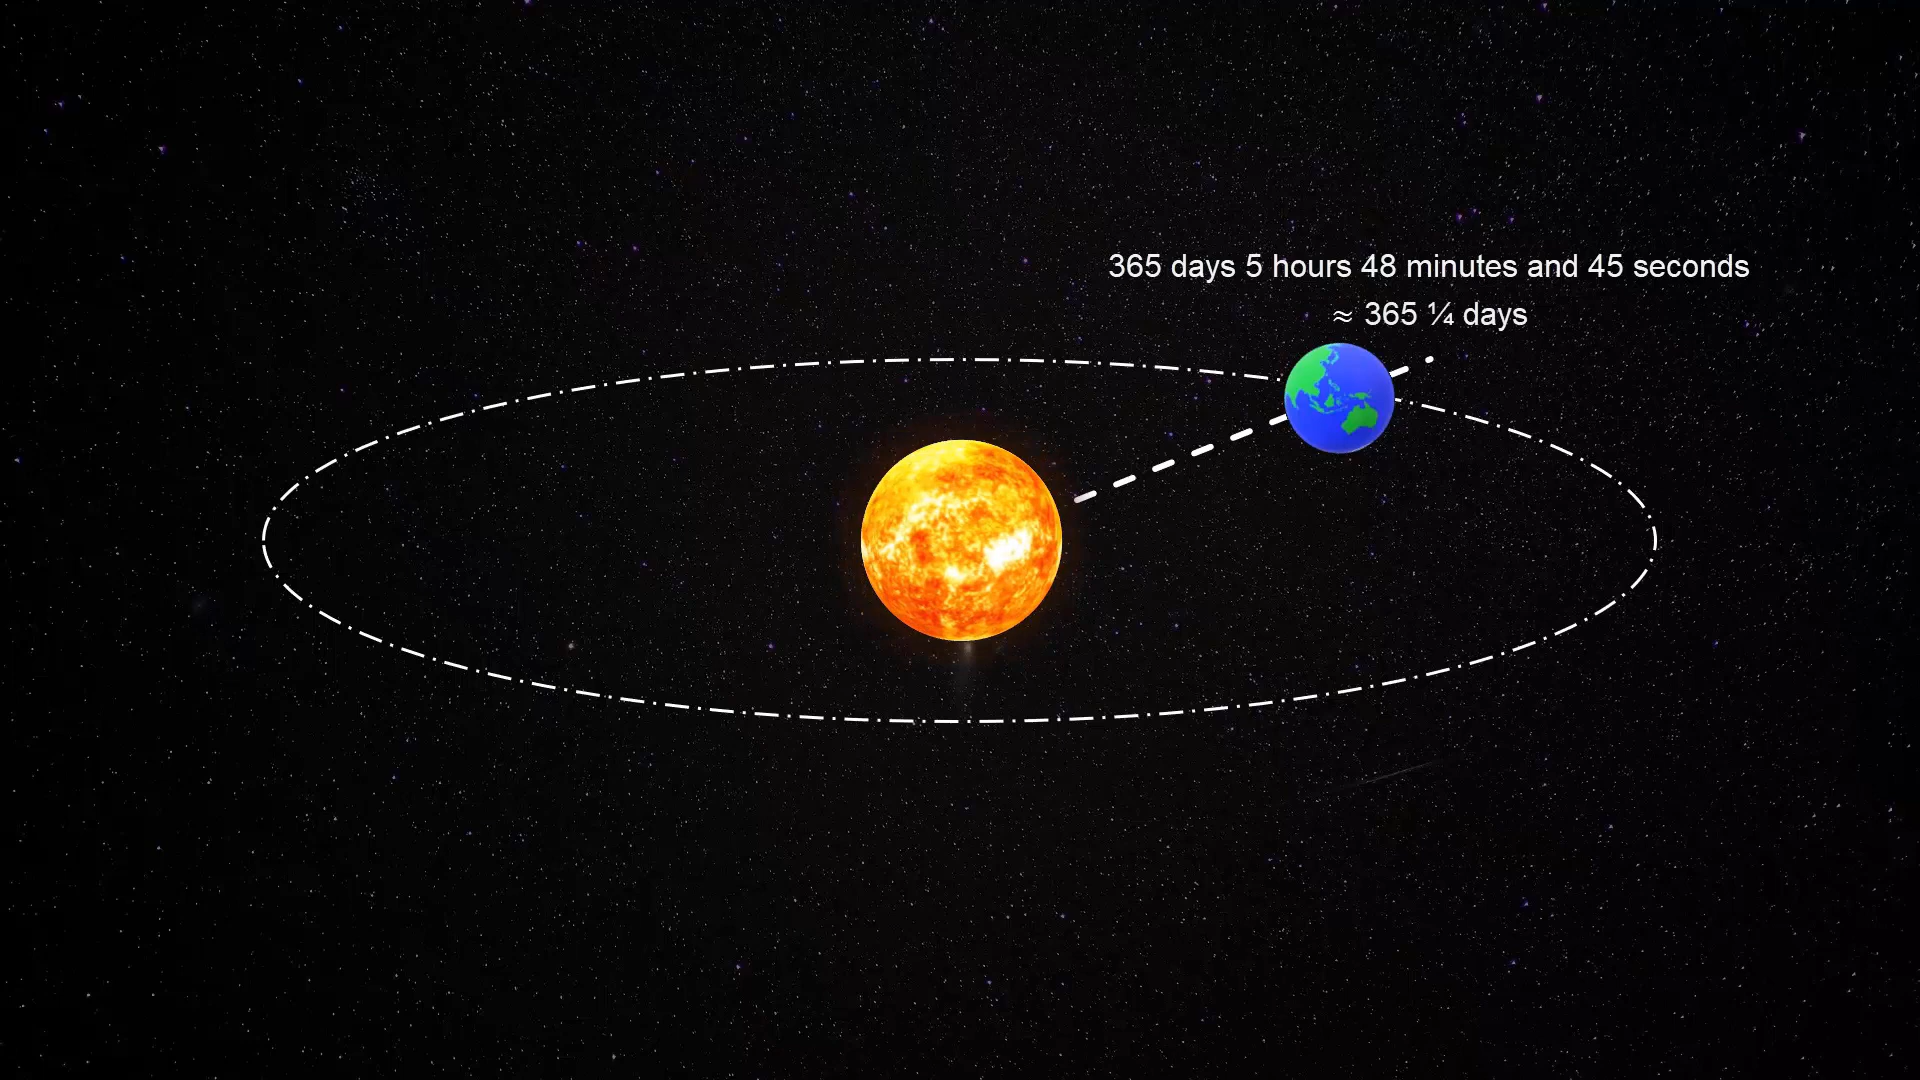 365 days 5 hours 48 minutes and 45 seconds
≈ 365 ¼ days